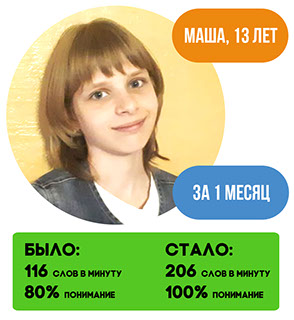 МАША, 13 ЛЕТ
ЗА 1 МЕСЯЦ
БЫЛО:
116 СЛОВ В МИНУТУ
80% ПОНИМАНИЕ
СТАЛО:
206 СЛОВ В МИНУТУ
100% ПОНИМАНИЕ